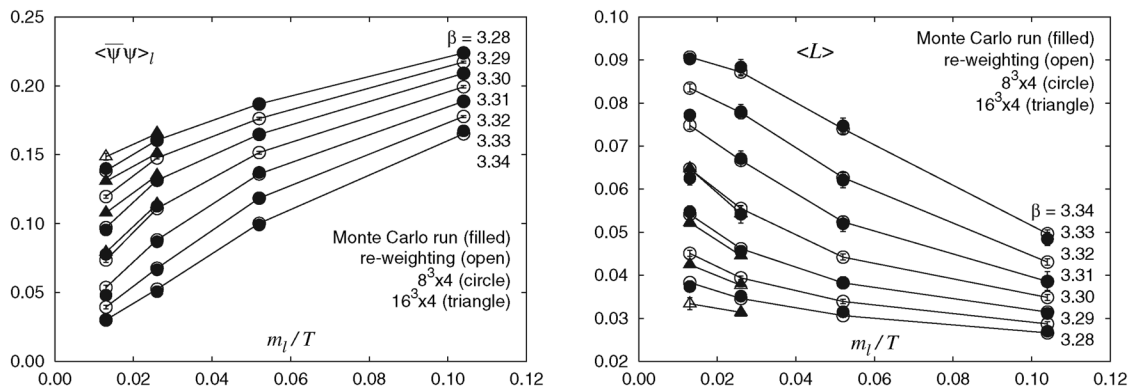 0.25
0.20
0.15
0.10
0.05
0.00
<ψ̄ψ>_l
β = 3.28
3.29
3.30
3.31
3.32
3.33
3.34
Monte Carlo run (filled)
re-weighting (open)
8³x4 (circle)
16³x4 (triangle)
m_l / T
0.00 0.02 0.04 0.06 0.08 0.10 0.12
0.10
0.09
0.08
0.07
0.06
0.05
0.04
0.03
0.02
<L>
Monte Carlo run (filled)
re-weighting (open)
8³x4 (circle)
16³x4 (triangle)
β = 3.34
3.33
3.32
3.31
3.30
3.29
3.28
m_l / T
0.00 0.02 0.04 0.06 0.08 0.10 0.12